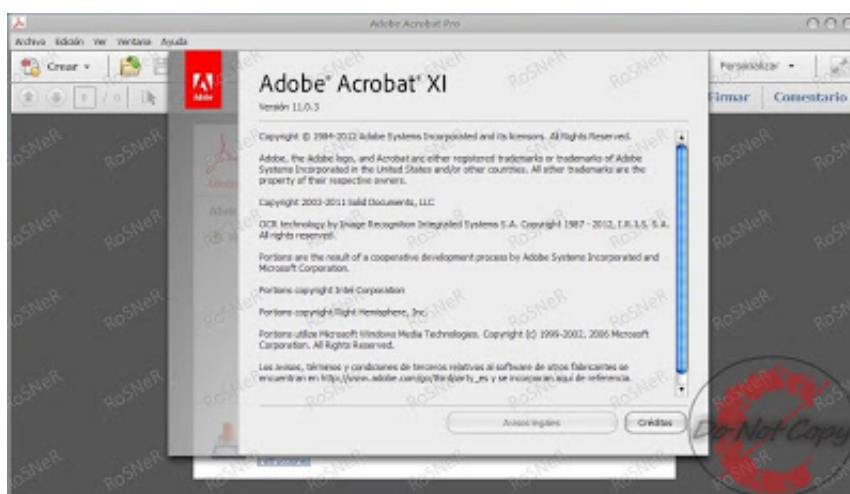 Adobe Acrobat Pro
Archivo Edición Ver Ventana Ayuda
Crear
Personalizar
0 / 0
Firmar Comentario
Adobe
Adobe® Acrobat® XI
Versión 11.0.3
Copyright © 1984-2012 Adobe Systems Incorporated and its licensors. All Rights Reserved.
Adobe, the Adobe logo, and Acrobat are either registered trademarks or trademarks of Adobe
Systems Incorporated in the United States and/or other countries. All other trademarks are the
property of their respective owners.
Copyright 2003-2011 Solid Documents, LLC
OCR technology by Image Recognition Integrated Systems S.A. Copyright 1987 - 2012, I.R.I.S. S.A.
All rights reserved.
Portions are the result of a cooperative development process by Adobe Systems Incorporated and
Microsoft Corporation.
Portions copyright Intel Corporation
Portions copyright Right Hemisphere, Inc.
Portions utilize Microsoft Windows Media Technologies. Copyright (c) 1999-2002, 2006 Microsoft
Corporation. All Rights Reserved.
Los avisos, términos y condiciones de terceros relativos al software de otros fabricantes se
encuentran en http://www.adobe.com/go/thirdparty_es y se incorporan aquí de referencia.
Avisos legales Créditos
Do Not Copy
RoSNeR